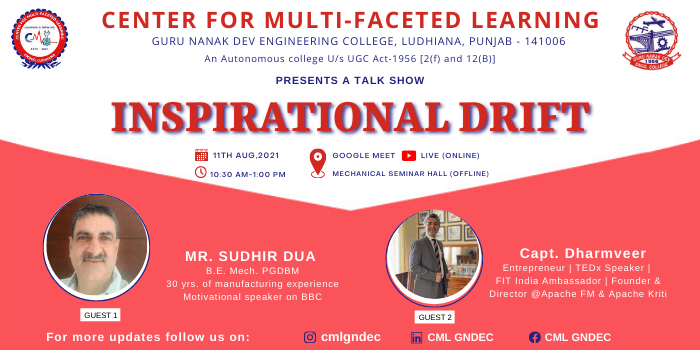 CENTER FOR MULTI-FACETED LEARNING
GURU NANAK DEV ENGINEERING COLLEGE, LUDHIANA, PUNJAB - 141006
An Autonomous college U/s UGC Act-1956 [2(f) and 12(B)]
PRESENTS A TALK SHOW
INSPIRATIONAL DRIFT
11TH AUG,2021
GOOGLE MEET LIVE (ONLINE)
10:30 AM-1:00 PM
MECHANICAL SEMINAR HALL (OFFLINE)
MR. SUDHIR DUA
B.E. Mech. PGDBM
30 yrs. of manufacturing experience
Motivational speaker on BBC
GUEST 1
Capt. Dharmveer
Entrepreneur | TEDx Speaker |
FIT India Ambassador | Founder &
Director @Apache FM & Apache Kriti
GUEST 2
For more updates follow us on: cmlgndec CML GNDEC CML GNDEC